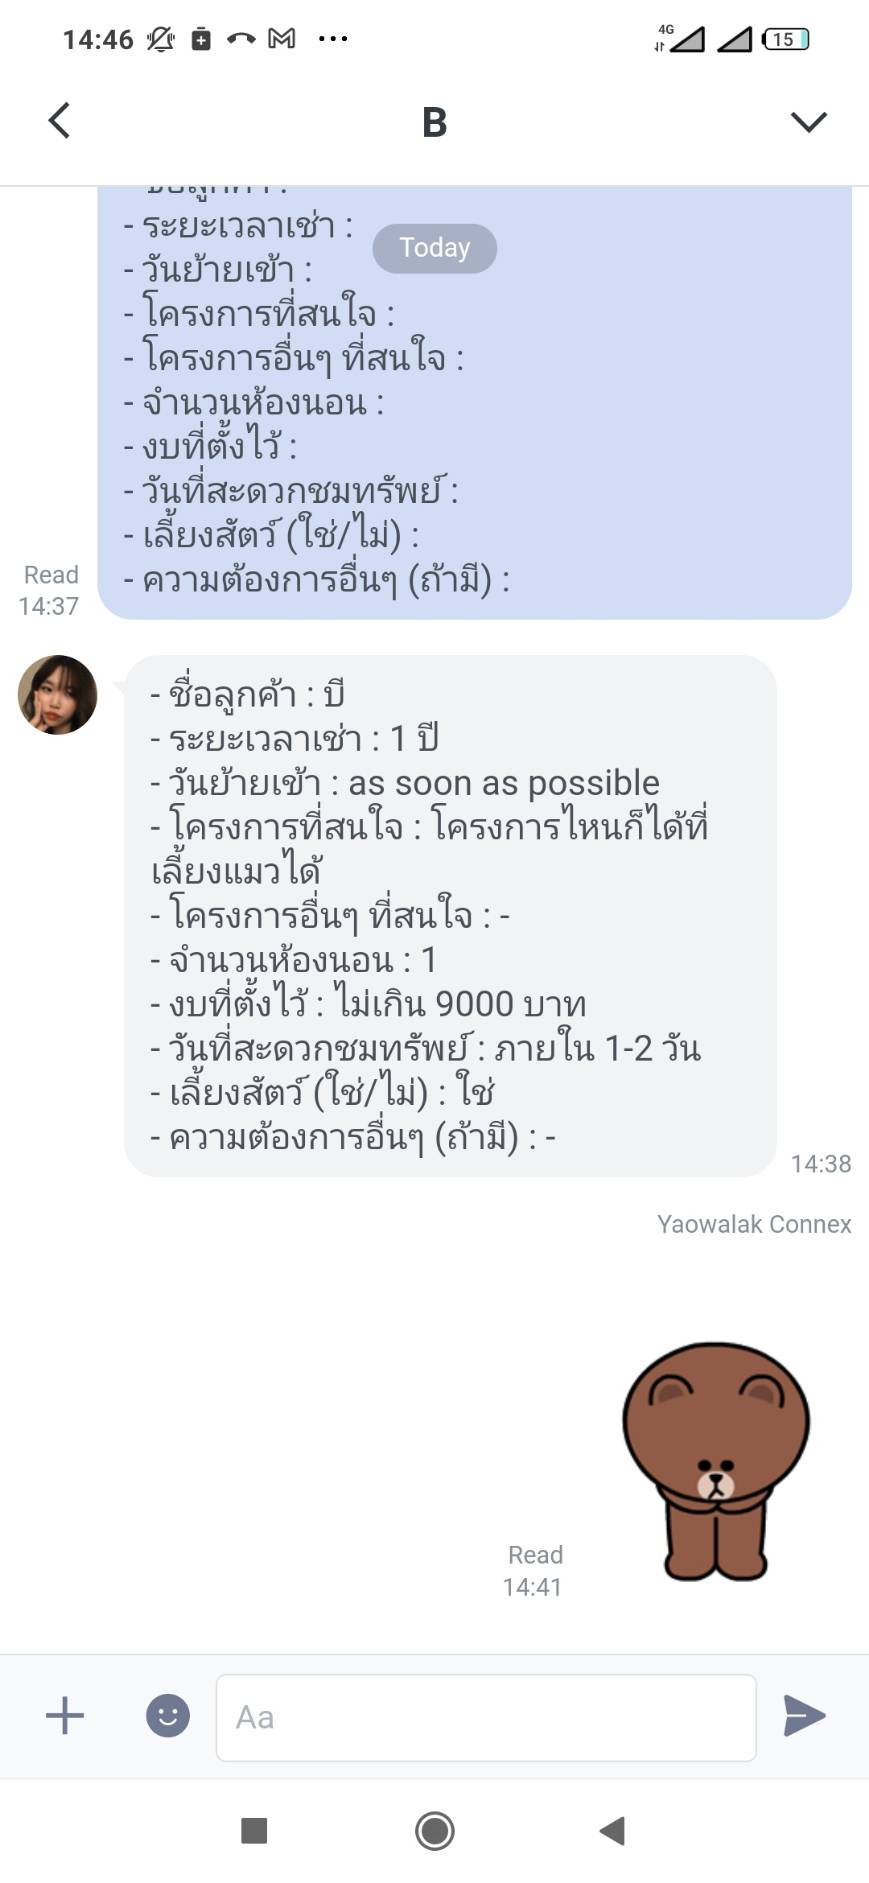 14:46
4G
15
B
- ระยะเวลาเช่า :
Today
- วันย้ายเข้า :
- โครงการที่สนใจ :
- โครงการอื่นๆ ที่สนใจ :
- จำนวนห้องนอน :
- งบที่ตั้งไว้ :
- วันที่สะดวกชมทรัพย์ :
- เลี้ยงสัตว์ (ใช่/ไม่) :
- ความต้องการอื่นๆ (ถ้ามี) :
Read
14:37
- ชื่อลูกค้า : บี
- ระยะเวลาเช่า : 1 ปี
- วันย้ายเข้า : as soon as possible
- โครงการที่สนใจ : โครงการไหนก็ได้ที่
เลี้ยงแมวได้
- โครงการอื่นๆ ที่สนใจ : -
- จำนวนห้องนอน : 1
- งบที่ตั้งไว้ : ไม่เกิน 9000 บาท
- วันที่สะดวกชมทรัพย์ : ภายใน 1-2 วัน
- เลี้ยงสัตว์ (ใช่/ไม่) : ใช่
- ความต้องการอื่นๆ (ถ้ามี) : -
14:38
Yaowalak Connex
Read
14:41
Aa